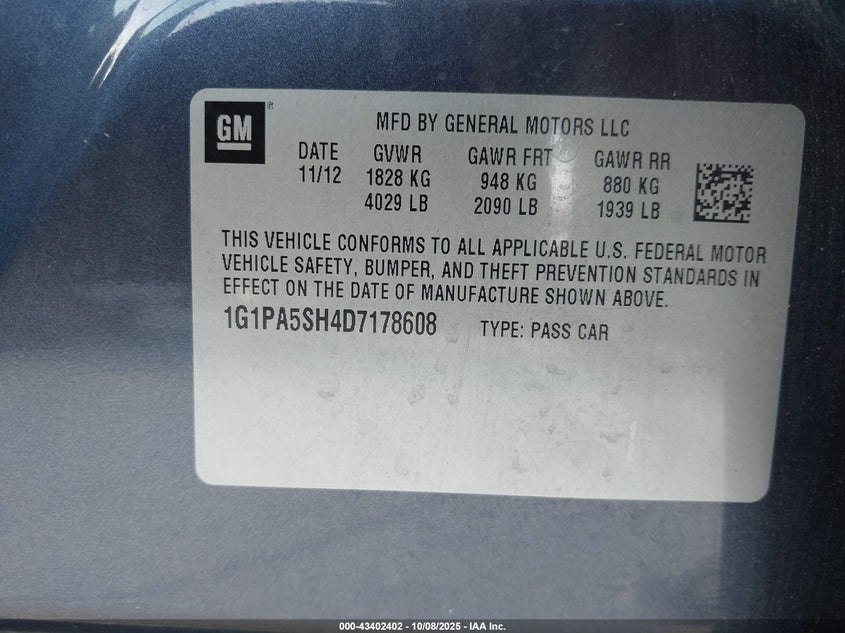 GM ®
MFD BY GENERAL MOTORS LLC
DATE GVWR GAWR FRT GAWR RR
11/12 1828 KG 948 KG 880 KG
4029 LB 2090 LB 1939 LB
THIS VEHICLE CONFORMS TO ALL APPLICABLE U.S. FEDERAL MOTOR
VEHICLE SAFETY, BUMPER, AND THEFT PREVENTION STANDARDS IN
EFFECT ON THE DATE OF MANUFACTURE SHOWN ABOVE.
1G1PA5SH4D7178608 TYPE: PASS CAR
000-43402402 - 10/08/2025 - IAA Inc.